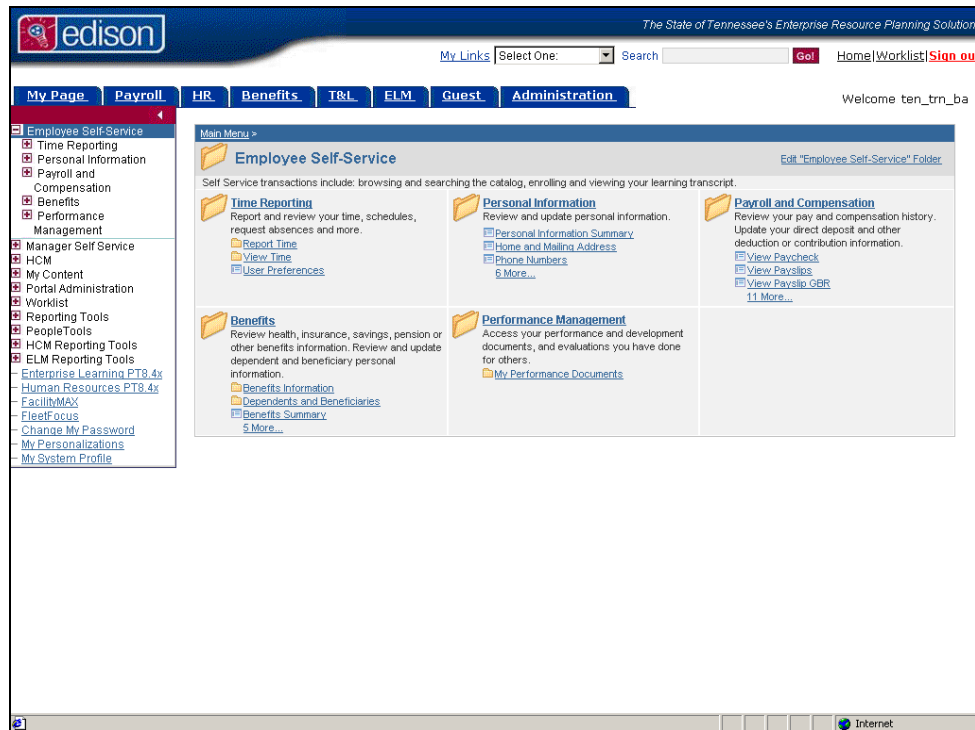 edison
The State of Tennessee's Enterprise Resource Planning Solution
My Links Select One: Search Go! Home|Worklist|Sign ou
My Page Payroll HR Benefits T&L ELM Guest Administration
Welcome ten_trn_ba
Employee Self-Service
Time Reporting
Personal Information
Payroll and
Compensation
Benefits
Performance
Management
Manager Self Service
HCM
My Content
Portal Administration
Worklist
Reporting Tools
PeopleTools
HCM Reporting Tools
ELM Reporting Tools
Enterprise Learning PT8.4x
Human Resources PT8.4x
FacilityMAX
FleetFocus
Change My Password
My Personalizations
My System Profile
Main Menu >
Employee Self-Service
Edit "Employee Self-Service" Folder
Self Service transactions include: browsing and searching the catalog, enrolling and viewing your learning transcript.
Time Reporting
Report and review your time, schedules,
request absences and more.
Report Time
View Time
User Preferences
Personal Information
Review and update personal information.
Personal Information Summary
Home and Mailing Address
Phone Numbers
6 More...
Payroll and Compensation
Review your pay and compensation history.
Update your direct deposit and other
deduction or contribution information.
View Paycheck
View Payslips
View Payslip GBR
11 More...
Benefits
Review health, insurance, savings, pension or
other benefits information. Review and update
dependent and beneficiary personal
information.
Benefits Information
Dependents and Beneficiaries
Benefits Summary
5 More...
Performance Management
Access your performance and development
documents, and evaluations you have done
for others.
My Performance Documents
Internet